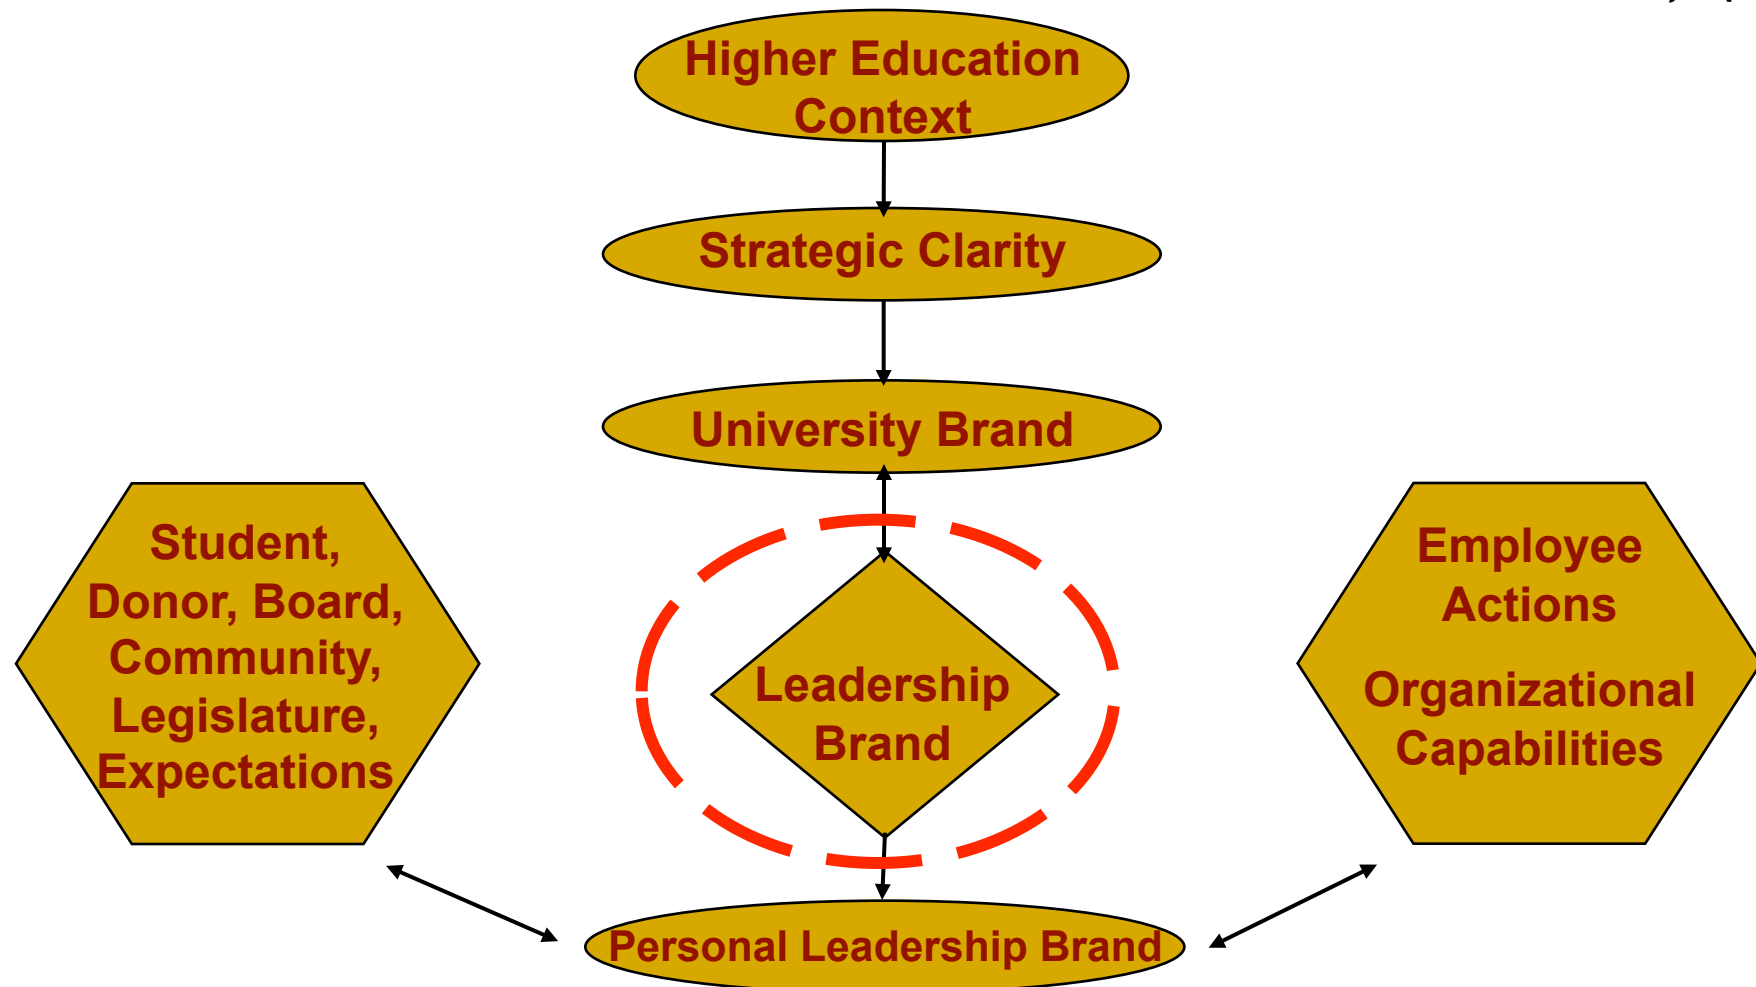 Higher Education
Context
Strategic Clarity
University Brand
Student,
Donor, Board,
Community,
Legislature,
Expectations
Leadership
Brand
Employee
Actions
Organizational
Capabilities
Personal Leadership Brand